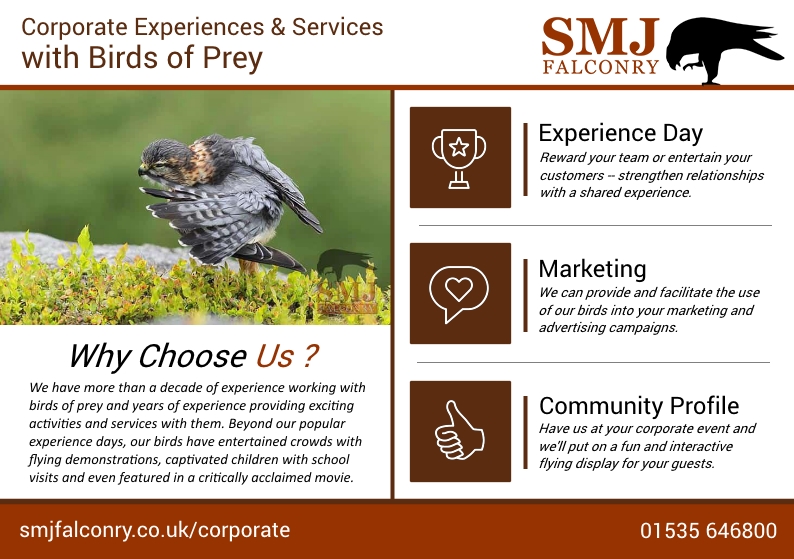 Corporate Experiences & Services
with Birds of Prey
SMJ
FALCONRY
SMJ
FALCONRY
Why Choose Us ?
We have more than a decade of experience working with
birds of prey and years of experience providing exciting
activities and services with them. Beyond our popular
experience days, our birds have entertained crowds with
flying demonstrations, captivated children with school
visits and even featured in a critically acclaimed movie.
Experience Day
Reward your team or entertain your
customers -- strengthen relationships
with a shared experience.
Marketing
We can provide and facilitate the use
of our birds into your marketing and
advertising campaigns.
Community Profile
Have us at your corporate event and
we'll put on a fun and interactive
flying display for your guests.
smjfalconry.co.uk/corporate
01535 646800